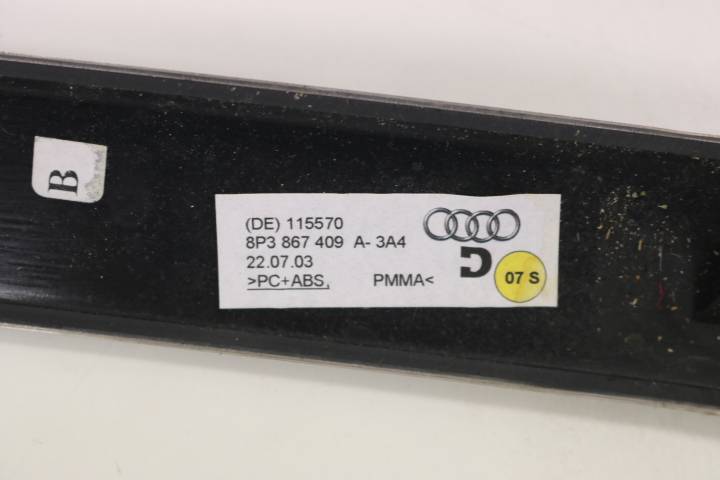 B
(DE) 115570
8P3 867 409 A- 3A4
22.07.03
>PC+ABS, PMMA<
07 S